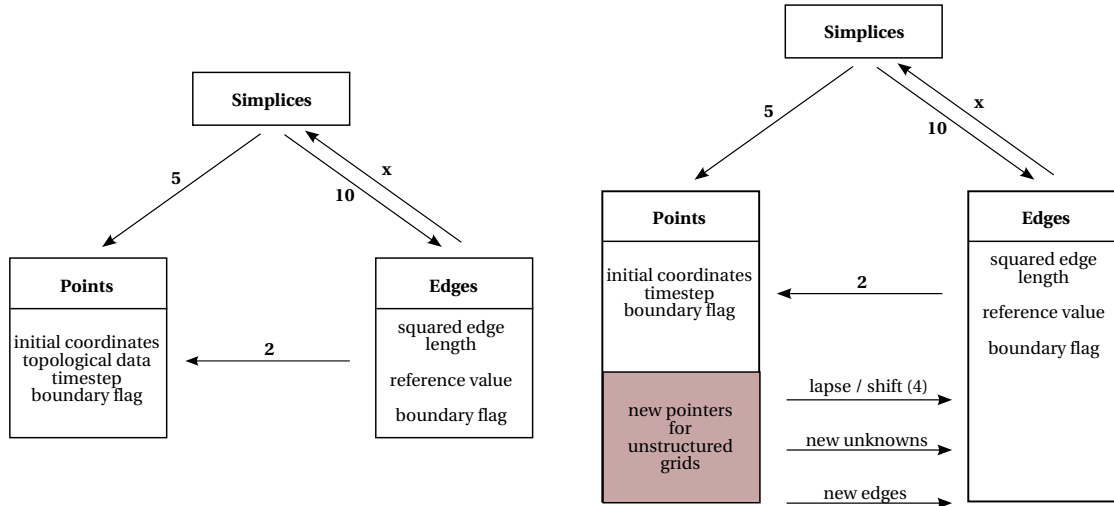 Simplices
5
x
10
Points
initial coordinates
topological data
timestep
boundary flag
2
Edges
squared edge
length
reference value
boundary flag
Simplices
5
x
10
Points
initial coordinates
timestep
boundary flag
new pointers
for
unstructured
grids
2
lapse / shift (4)
new unknowns
new edges
Edges
squared edge
length
reference value
boundary flag